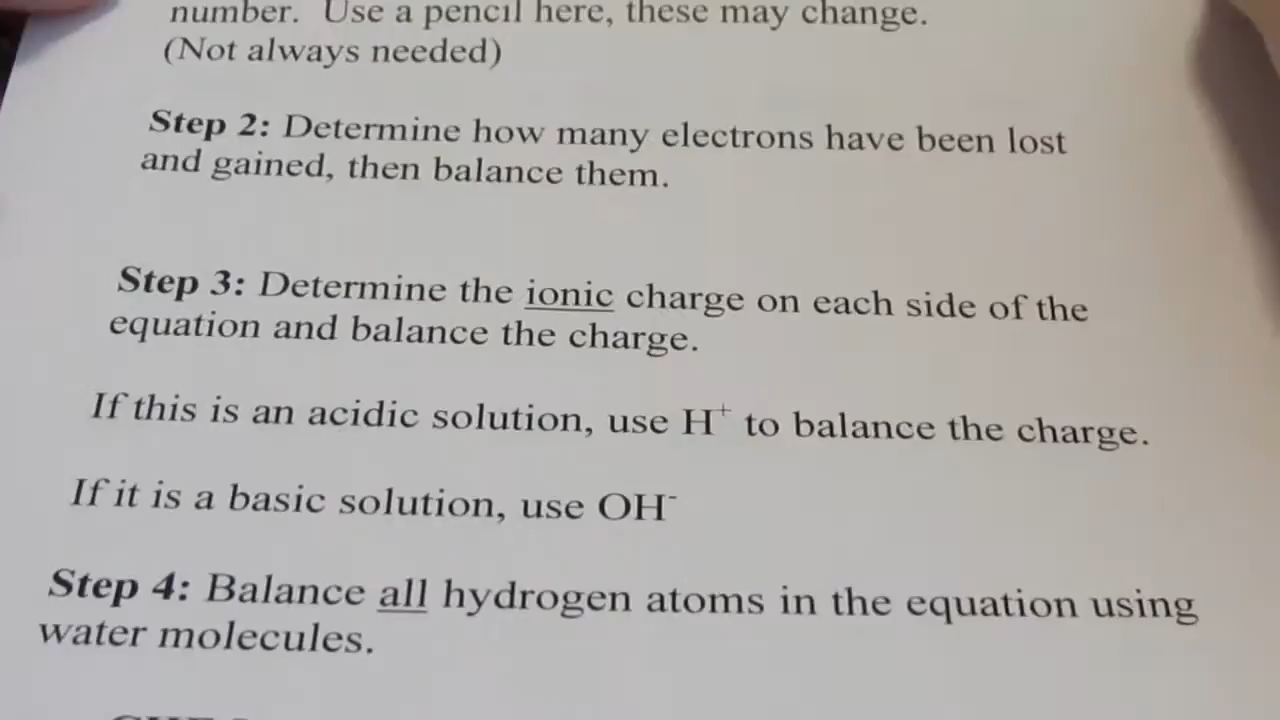 number. Use a pencil here, these may change.
(Not always needed)
Step 2: Determine how many electrons have been lost
and gained, then balance them.
Step 3: Determine the ionic charge on each side of the
equation and balance the charge.
If this is an acidic solution, use H⁺ to balance the charge.
If it is a basic solution, use OH⁻
Step 4: Balance all hydrogen atoms in the equation using
water molecules.